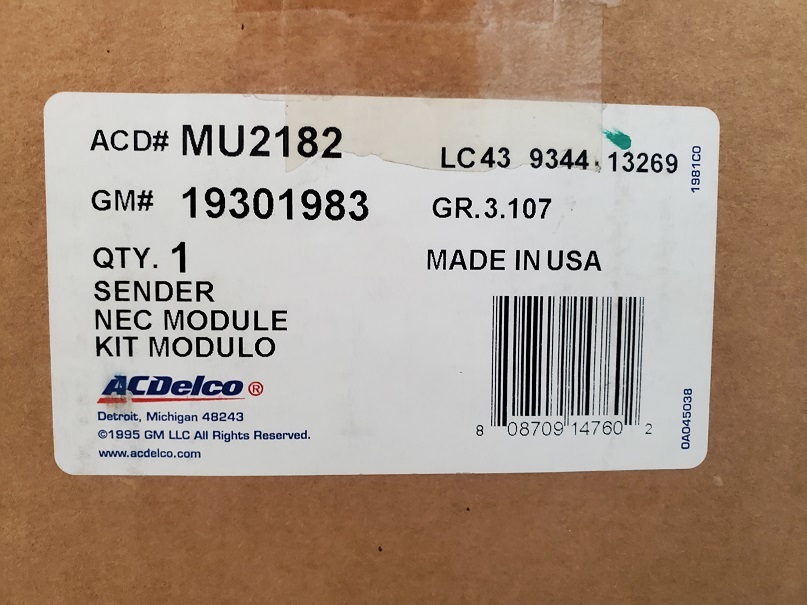 ACD# MU2182
LC43 9344 13269
1981CO
GM# 19301983
GR.3.107
QTY. 1
MADE IN USA
SENDER
NEC MODULE
KIT MODULO
ACDelco®
Detroit, Michigan 48243
©1995 GM LLC All Rights Reserved.
www.acdelco.com
8 08709 14760 2
0A045038